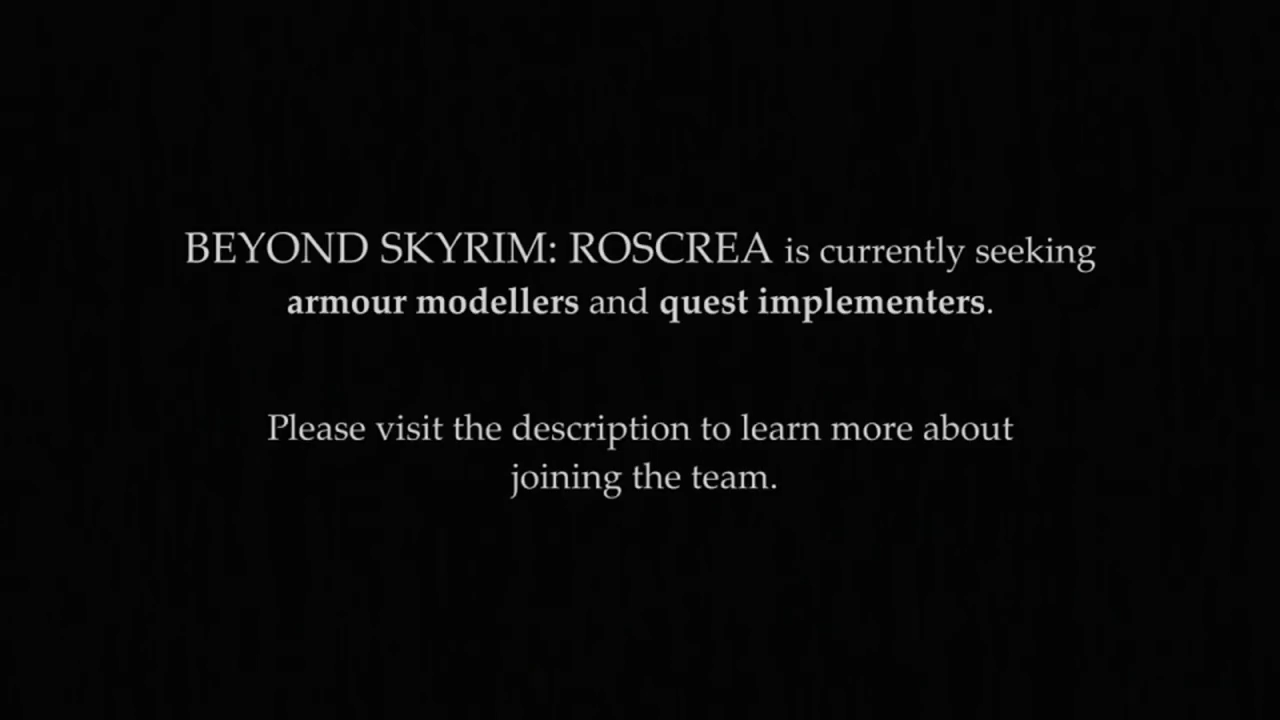 BEYOND SKYRIM: ROSCREA is currently seeking
armour modellers and quest implementers.
Please visit the description to learn more about
joining the team.